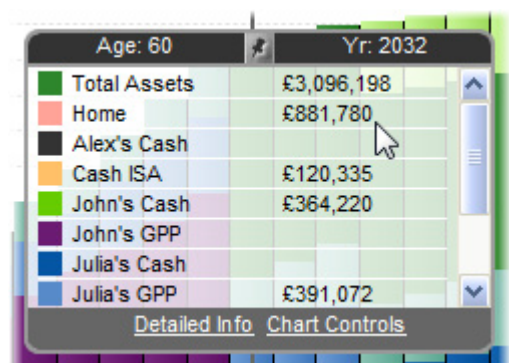 Age: 60 Yr: 2032
Total Assets £3,096,198
Home £881,780
Alex's Cash
Cash ISA £120,335
John's Cash £364,220
John's GPP
Julia's Cash
Julia's GPP £391,072
Detailed Info Chart Controls